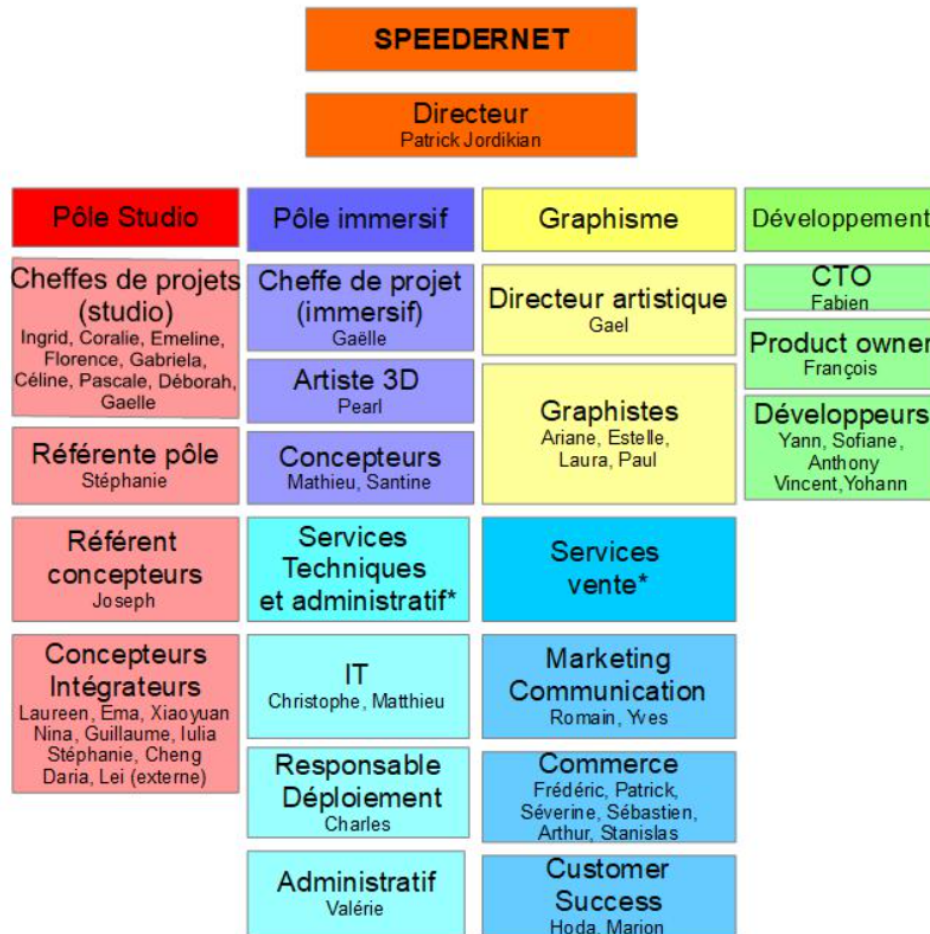 SPEEDERNET
Directeur
Patrick Jordikian
Pôle Studio
Cheffes de projets
(studio)
Ingrid, Coralie, Emeline,
Florence, Gabriela,
Céline, Pascale, Déborah,
Gaelle
Référente pôle
Stéphanie
Référent
concepteurs
Joseph
Concepteurs
Intégrateurs
Laureen, Ema, Xiaoyuan
Nina, Guillaume, Iulia
Stéphanie, Cheng
Daria, Lei (externe)
Pôle immersif
Cheffe de projet
(immersif)
Gaëlle
Artiste 3D
Pearl
Concepteurs
Mathieu, Santine
Services
Techniques
et administratif*
IT
Christophe, Matthieu
Responsable
Déploiement
Charles
Administratif
Valérie
Graphisme
Directeur artistique
Gael
Graphistes
Ariane, Estelle,
Laura, Paul
Services
vente*
Marketing
Communication
Romain, Yves
Commerce
Frédéric, Patrick,
Séverine, Sébastien,
Arthur, Stanislas
Customer
Success
Hoda, Marion
Développement
CTO
Fabien
Product owner
François
Développeurs
Yann, Sofiane,
Anthony
Vincent,Yohann